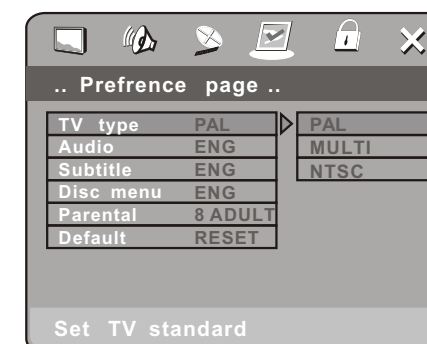 .. Prefrence page ..
TV type PAL PAL
Audio ENG MULTI
Subtitle ENG NTSC
Disc menu ENG
Parental 8 ADULT
Default RESET
Set TV standard